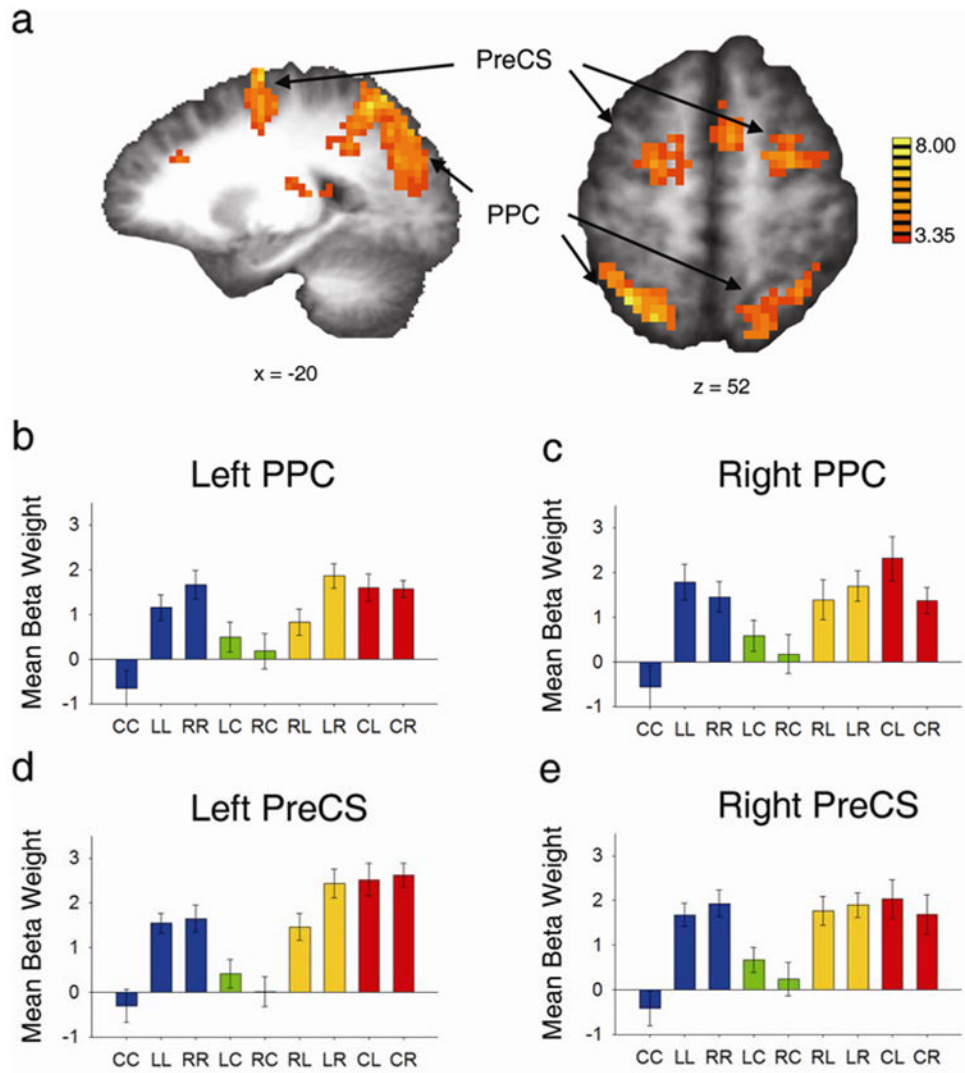 a
PreCS
PPC
8.00
3.35
x = -20
z = 52
b
Left PPC
Mean Beta Weight
3
2
1
0
-1
CC LL RR LC RC RL LR CL CR
c
Right PPC
Mean Beta Weight
3
2
1
0
-1
CC LL RR LC RC RL LR CL CR
d
Left PreCS
Mean Beta Weight
3
2
1
0
-1
CC LL RR LC RC RL LR CL CR
e
Right PreCS
Mean Beta Weight
3
2
1
0
-1
CC LL RR LC RC RL LR CL CR